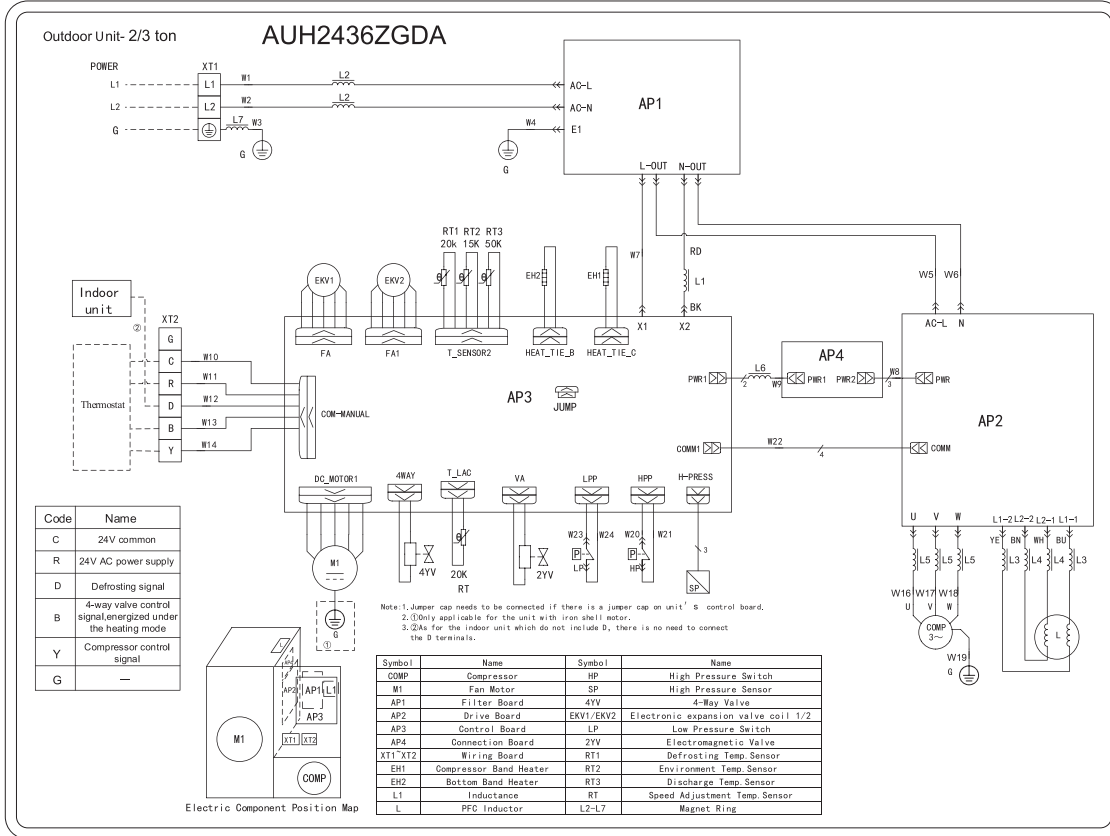 Outdoor Unit- 2/3 ton
AUH2436ZGDA
POWER
XT1
L1
L1
W1
L2
AC-L
L2
L2
W2
L2
AC-N
AP1
G
L7
W3
G
W4
E1
G
L-OUT
N-OUT
RT1 RT2 RT3
20k 15K 50K
W7
RD
L1
BK
W5
W6
EKV1
EKV2
θ
θ
θ
EH2
EH1
Indoor
unit
②
XT2
X1
X2
AC-L
N
FA
FA1
T_SENSOR2
HEAT_TIE_B
HEAT_TIE_C
G
C
W10
R
W11
D
W12
B
W13
Y
W14
Thermostat
COM-MANUAL
AP3
JUMP
PWR1
2
L6
W9
AP4
PWR1
PWR2
3
W8
PWR
AP2
COMM1
W22
4
COMM
DC_MOTOR1
4WAY
T_LAC
VA
LPP
HPP
H-PRESS
U
V
W
L1-2
L2-2
L2-1
L1-1
YE
BN
WH
BU
M1
4YV
θ
20K
RT
2YV
W23
W24
P
LP
W20
W21
P
HP
3
SP
L5
L5
L5
L3
L4
L4
L3
W16
W17
W18
U
V
W
COMP
3～
L
W19
G
G
①
Code Name
C 24V common
R 24V AC power supply
D Defrosting signal
B 4-way valve control
signal,energized under
the heating mode
Y Compressor control
signal
G —
Note:1.Jumper cap needs to be connected if there is a jumper cap on unit's control board.
2.①Only applicable for the unit with iron shell motor.
3.②As for the indoor unit which do not include D, there is no need to connect
the D terminals.
L
AP4
AP2
AP1
L1
AP3
XT1
XT2
M1
COMP
Electric Component Position Map
Symbol Name Symbol Name
COMP Compressor HP High Pressure Switch
M1 Fan Motor SP High Pressure Sensor
AP1 Filter Board 4YV 4-Way Valve
AP2 Drive Board EKV1/EKV2 Electronic expansion valve coil 1/2
AP3 Control Board LP Low Pressure Switch
AP4 Connection Board 2YV Electromagnetic Valve
XT1~XT2 Wiring Board RT1 Defrosting Temp.Sensor
EH1 Compressor Band Heater RT2 Environment Temp.Sensor
EH2 Bottom Band Heater RT3 Discharge Temp.Sensor
L1 Inductance RT Speed Adjustment Temp.Sensor
L PFC Inductor L2-L7 Magnet Ring